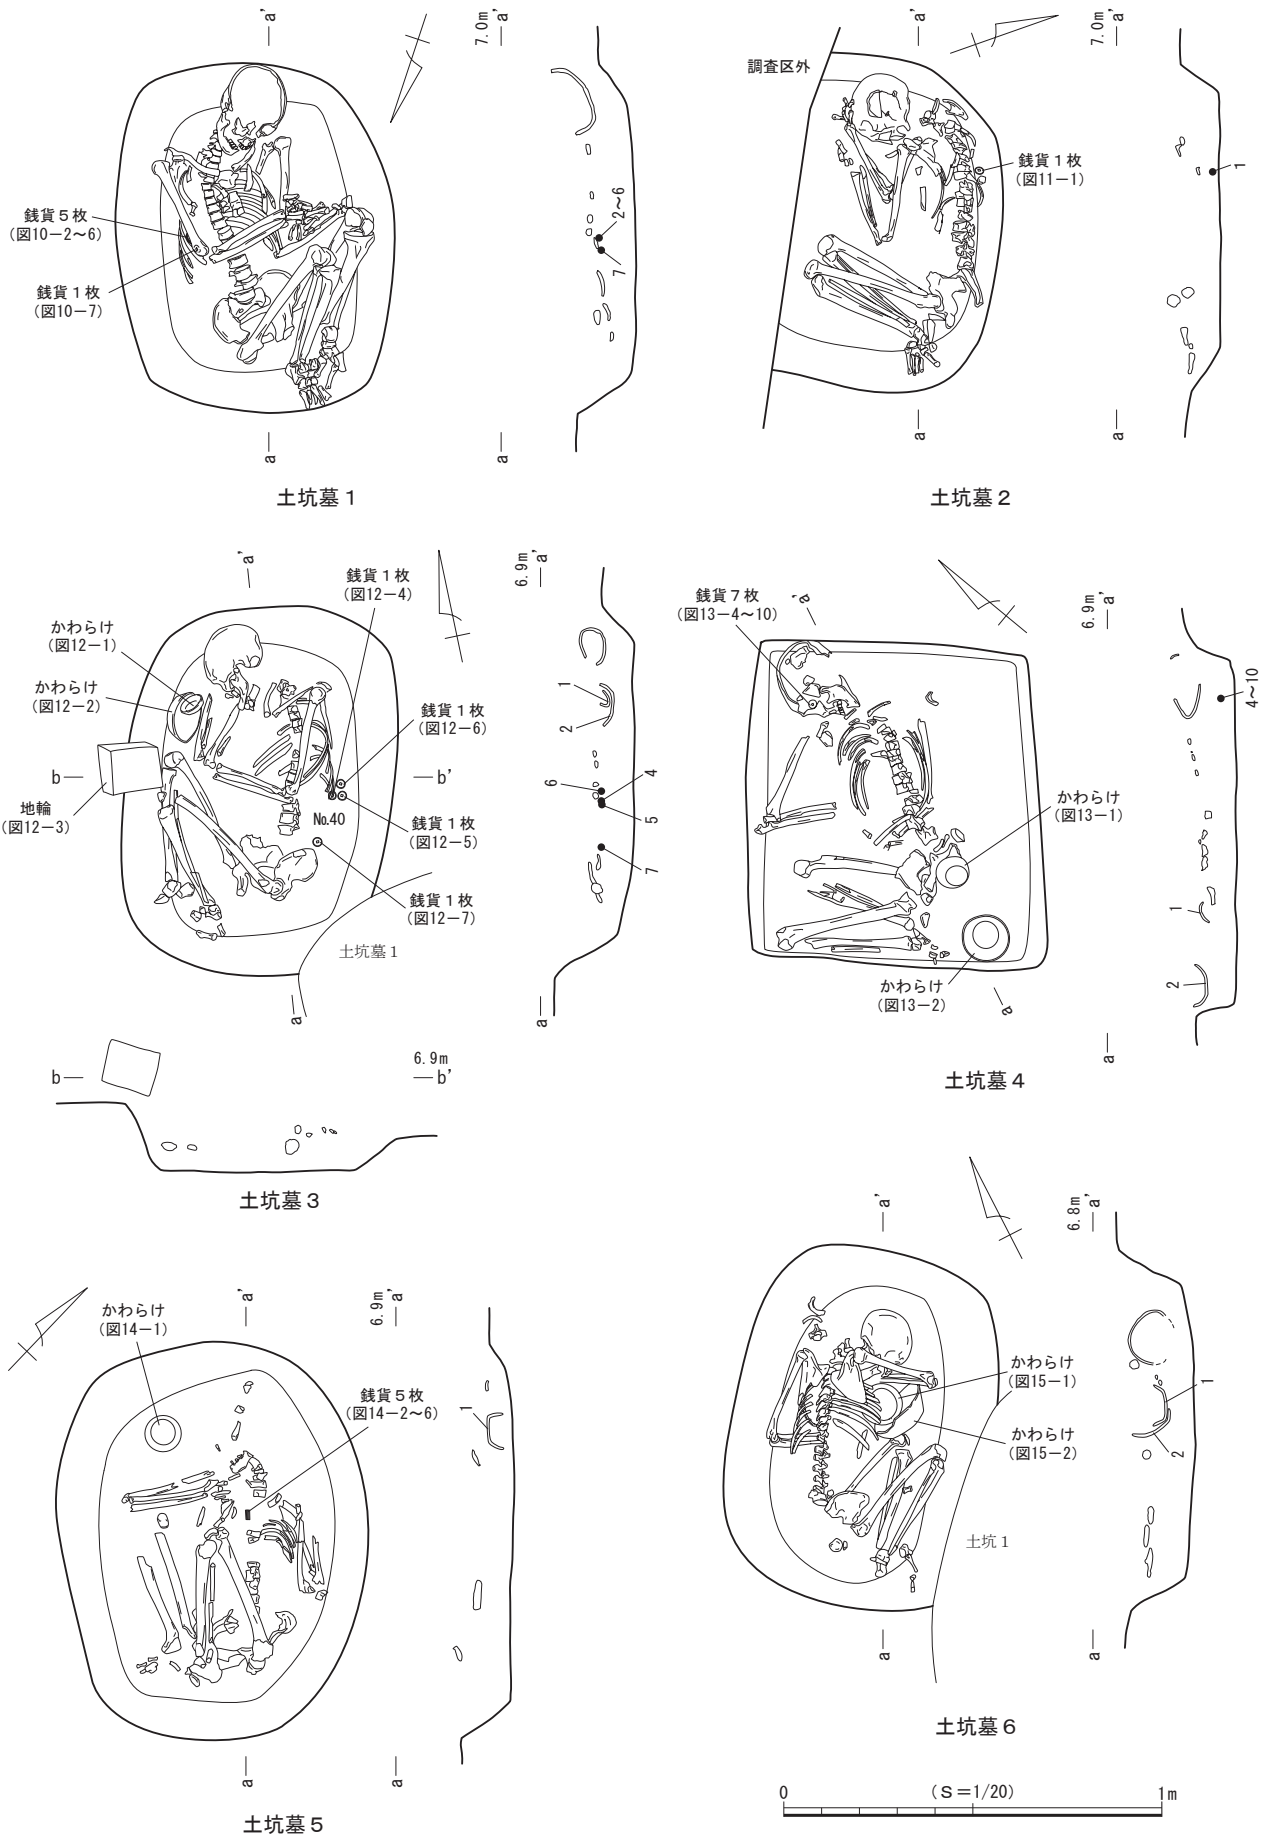 a'
7.0m
a'
銭貨５枚
(図10－2～6)
銭貨１枚
(図10－7)
2～6
7
a
a
土坑墓１
a'
7.0m
a'
調査区外
銭貨１枚
(図11－1)
1
a
a
土坑墓２
a'
6.9m
a'
銭貨１枚
(図12－4)
かわらけ
(図12－1)
かわらけ
(図12－2)
銭貨１枚
(図12－6)
b
b'
地輪
(図12－3)
No.40
銭貨１枚
(図12－5)
銭貨１枚
(図12－7)
土坑墓１
1
2
6
4
5
7
a
a
b
6.9m
b'
土坑墓３
銭貨７枚
(図13－4～10)
a'
6.9m
a'
4～10
かわらけ
(図13－1)
1
かわらけ
(図13－2)
2
a
a
土坑墓４
かわらけ
(図14－1)
a'
6.9m
a'
銭貨５枚
(図14－2～6)
1
a
a
土坑墓５
a'
6.8m
a'
かわらけ
(図15－1)
かわらけ
(図15－2)
1
2
土坑１
a
a
土坑墓６
0
(Ｓ＝1/20)
1m